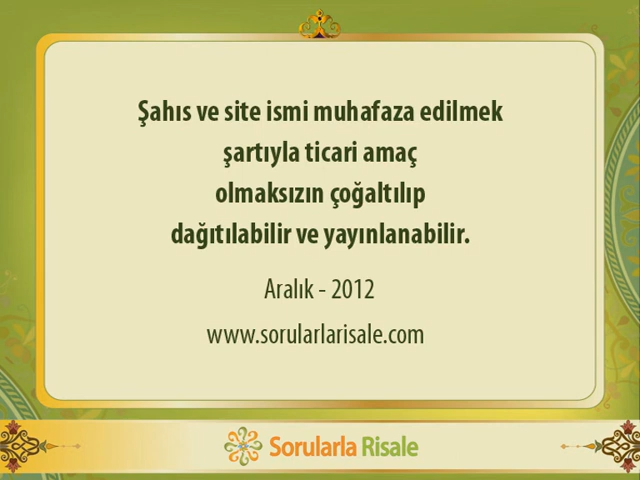 Şahıs ve site ismi muhafaza edilmek
şartıyla ticari amaç
olmaksızın çoğaltılıp
dağıtılabilir ve yayınlanabilir.
Aralık - 2012
www.sorularlarisale.com
Sorularla Risale